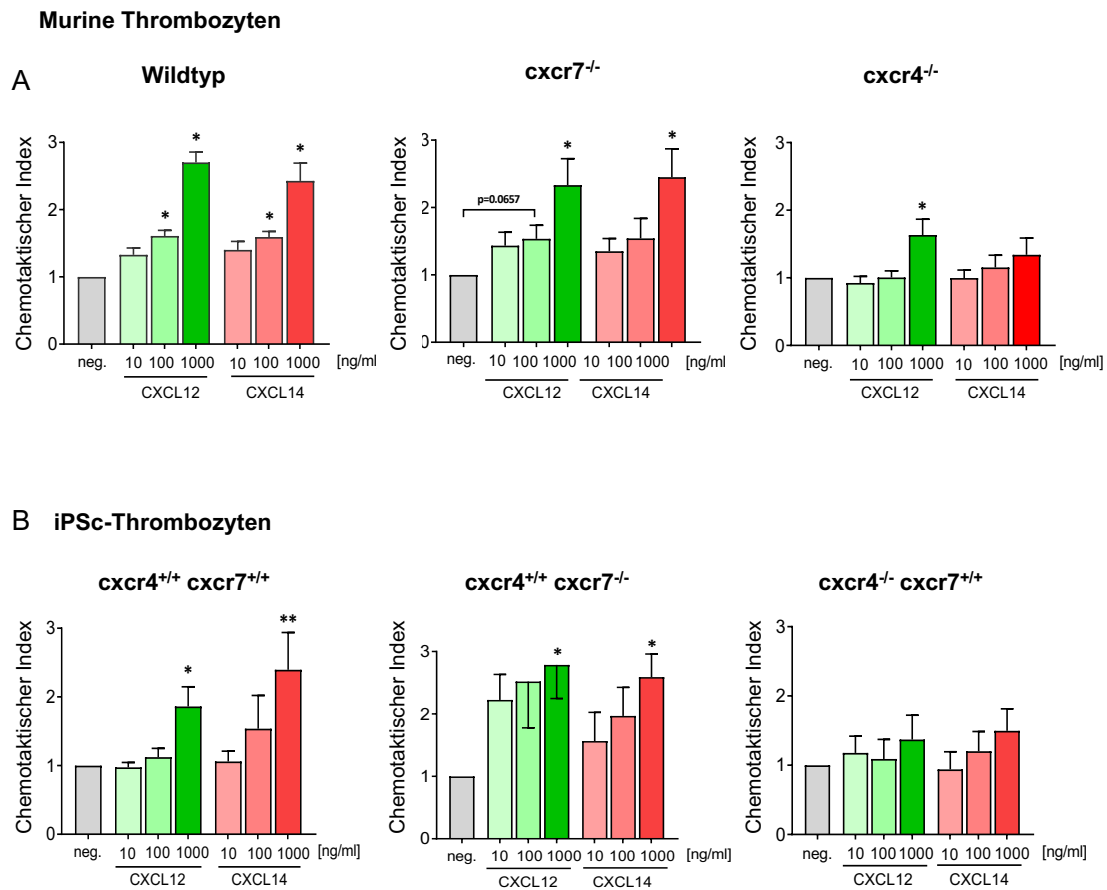 Murine Thrombozyten
A
Wildtyp
Chemotaktischer Index
3
2
1
0
*
*
*
*
neg.
10 100 1000
10 100 1000
[ng/ml
CXCL12
CXCL14
cxcr7-/-
Chemotaktischer Index
3
2
1
0
p=0.0657
*
*
neg.
10 100 1000
10 100 1000
[ng/ml]
CXCL12
CXCL14
cxcr4-/-
Chemotaktischer Index
3
2
1
0
*
neg.
10 100 1000
10 100 1000
[ng/ml]
CXCL12
CXCL14
B iPSc-Thrombozyten
cxcr4+/+ cxcr7+/+
Chemotaktischer Index
3
2
1
0
*
**
neg.
10 100 1000
10 100 1000
[ng/ml]
CXCL12
CXCL14
cxcr4+/+ cxcr7-/-
Chemotaktischer Index
3
2
1
0
*
*
neg.
10 100 1000
10 100 1000
[ng/ml]
CXCL12
CXCL14
cxcr4-/- cxcr7+/+
Chemotaktischer Index
3
2
1
0
neg.
10 100 1000
10 100 1000
[ng/ml]
CXCL12
CXCL14